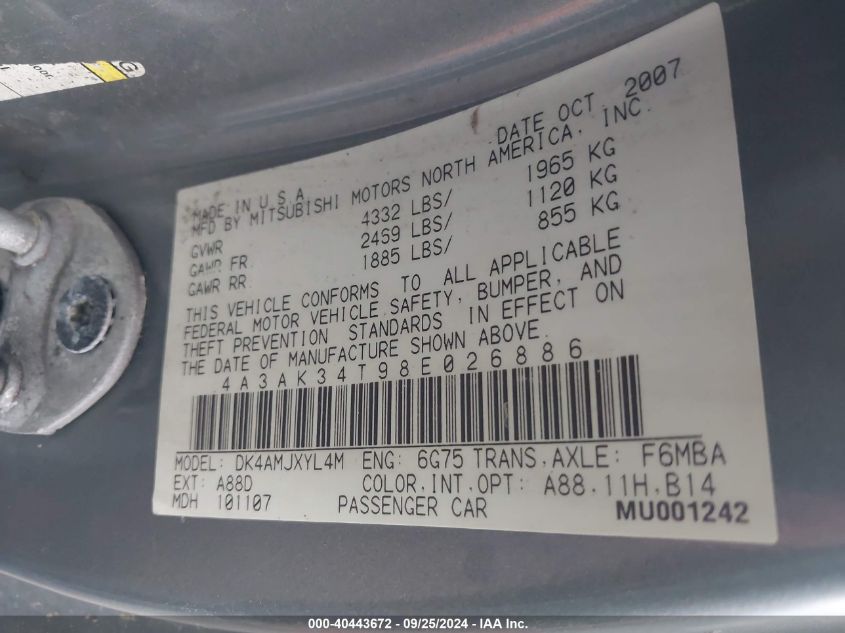 MADE IN U.S.A. DATE OCT. 2007
MFD BY MITSUBISHI MOTORS NORTH AMERICA, INC.
GVWR 4332 LBS/ 1965 KG
GAWR FR. 2469 LBS/ 1120 KG
GAWR RR. 1885 LBS/ 855 KG
THIS VEHICLE CONFORMS TO ALL APPLICABLE
FEDERAL MOTOR VEHICLE SAFETY, BUMPER, AND
THEFT PREVENTION STANDARDS IN EFFECT ON
THE DATE OF MANUFACTURE SHOWN ABOVE.
4A3AK34T98E026886
MODEL: DK4AMJXYL4M ENG: 6G75 TRANS.AXLE: F6MBA
EXT: A88D COLOR.INT.OPT: A88.11H.B14
MDH 101107 PASSENGER CAR MU001242
000-40443672 - 09/25/2024 - IAA Inc.